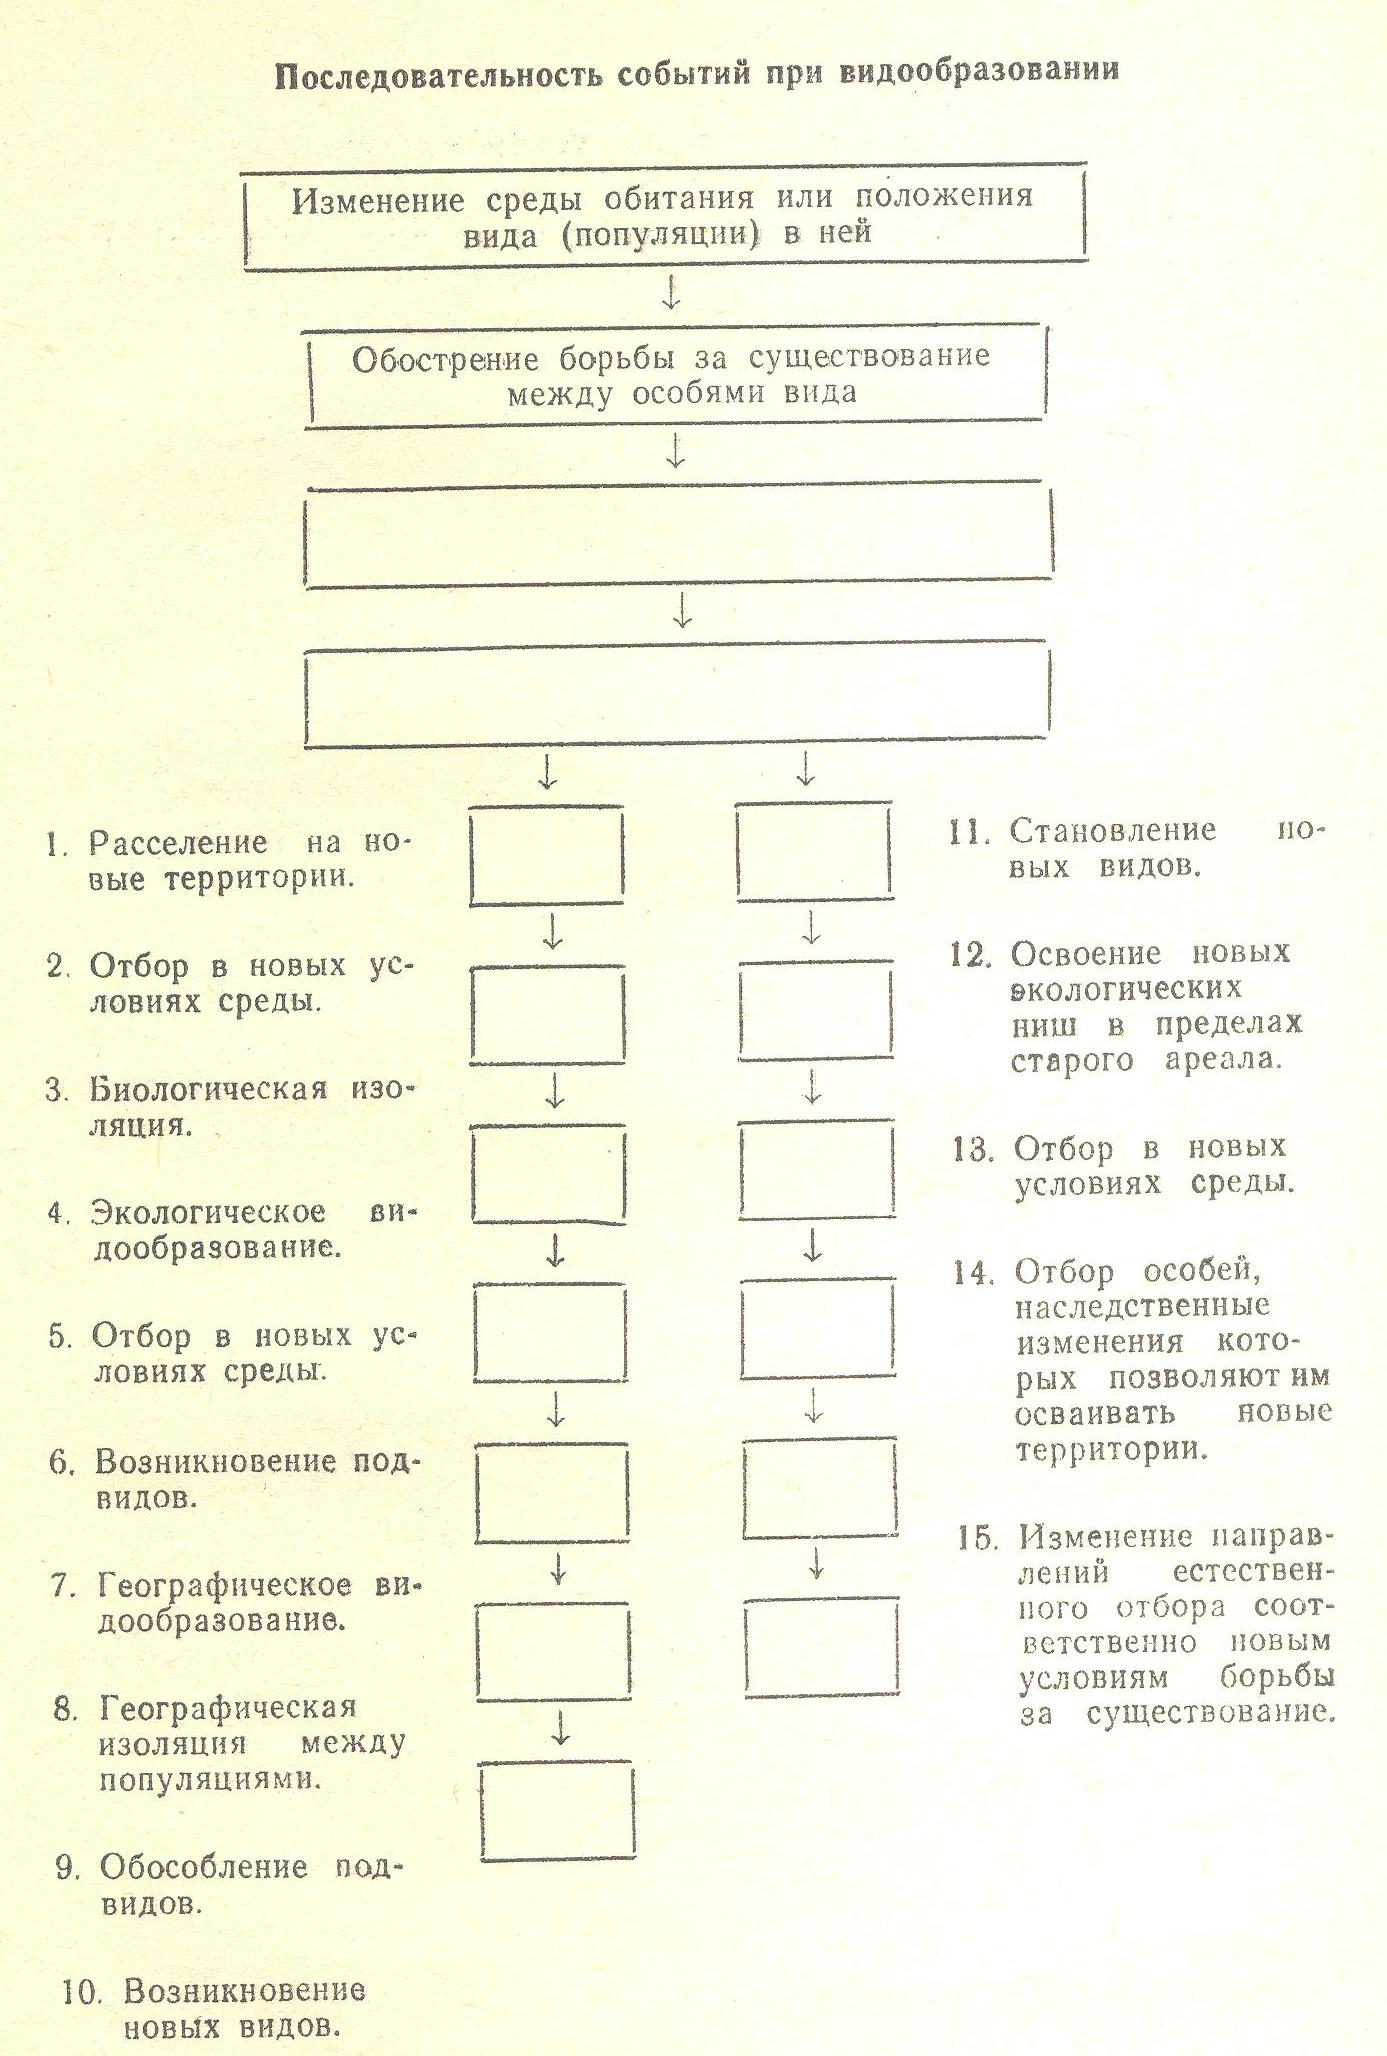 Последовательность событий при видообразовании
Изменение среды обитания или положения
вида (популяции) в ней
Обострение борьбы за существование
между особями вида
1. Расселение на но-
вые территории.
2. Отбор в новых ус-
ловиях среды.
3. Биологическая изо-
ляция.
4. Экологическое ви-
дообразование.
5. Отбор в новых ус-
ловиях среды.
6. Возникновение под-
видов.
7. Географическое ви-
дообразование.
8. Географическая
изоляция между
популяциями.
9. Обособление под-
видов.
10. Возникновение
новых видов.
11. Становление но-
вых видов.
12. Освоение новых
экологических
ниш в пределах
старого ареала.
13. Отбор в новых
условиях среды.
14. Отбор особей,
наследственные
изменения кото-
рых позволяют им
осваивать новые
территории.
15. Изменение направ-
лений естествен-
ного отбора соот-
ветственно новым
условиям борьбы
за существование.